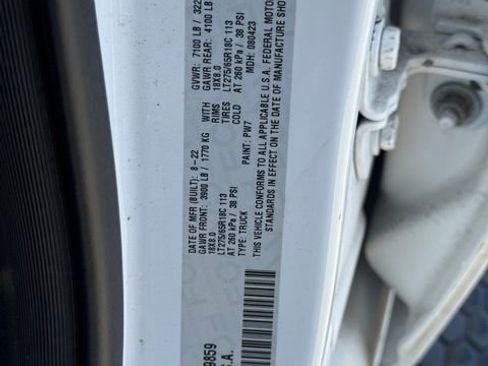 DATE OF MFR (BUILT): 8-22 GVWR: 7100 LB / 322
GAWR FRONT: 3900 LB / 1770 KG WITH GAWR REAR: 4100 LB
18X8.0 RIMS 18X8.0
LT275/65R18C 113 TIRES LT275/65R18C 113
AT 260 kPa / 38 PSI COLD AT 260 kPa / 38 PSI
TYPE: TRUCK PAINT: PW7 MDH: 080423
THIS VEHICLE CONFORMS TO ALL APPLICABLE U.S.A. FEDERAL MOTOR
STANDARDS IN EFFECT ON THE DATE OF MANUFACTURE SHO
9859
S.A.